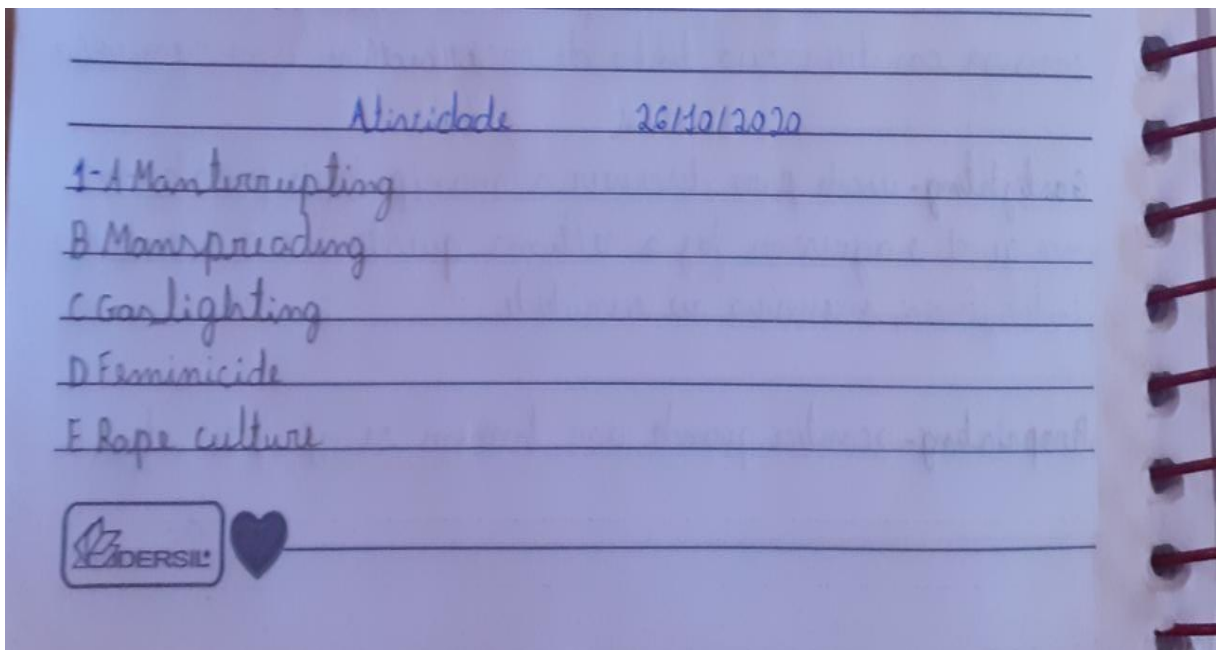 Atividade 26/10/2020
1-A Manterrupting
B Manspreading
C Gaslighting
D Feminicide
E Rape culture
DERSIL